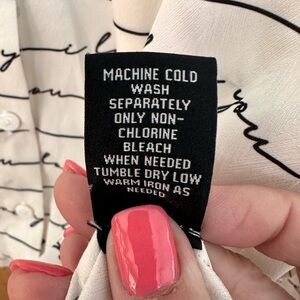 MACHINE COLD
WASH
SEPARATELY
ONLY NON-
CHLORINE
BLEACH
WHEN NEEDED
TUMBLE DRY LOW
WARM IRON AS
NEEDED